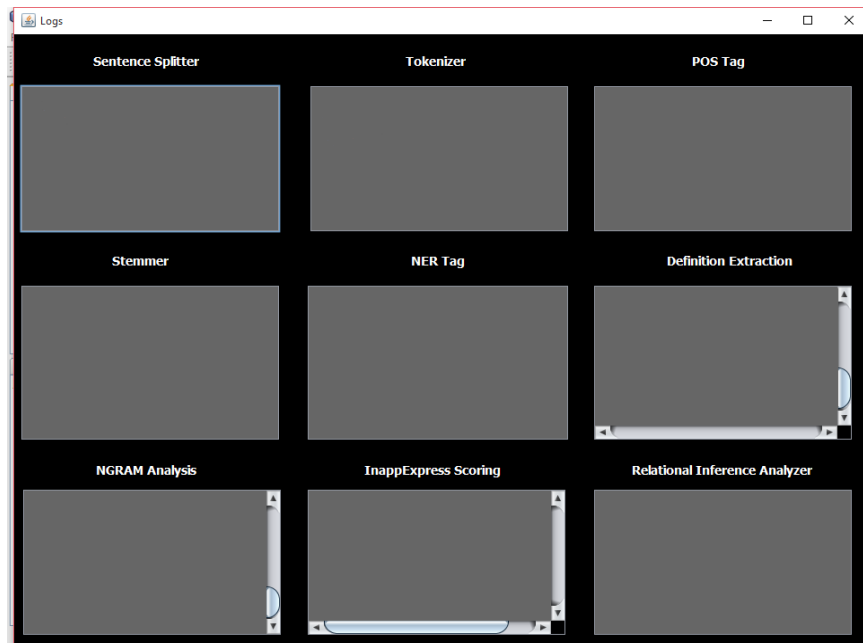 Logs
Sentence Splitter
Tokenizer
POS Tag
Stemmer
NER Tag
Definition Extraction
NGRAM Analysis
InappExpress Scoring
Relational Inference Analyzer